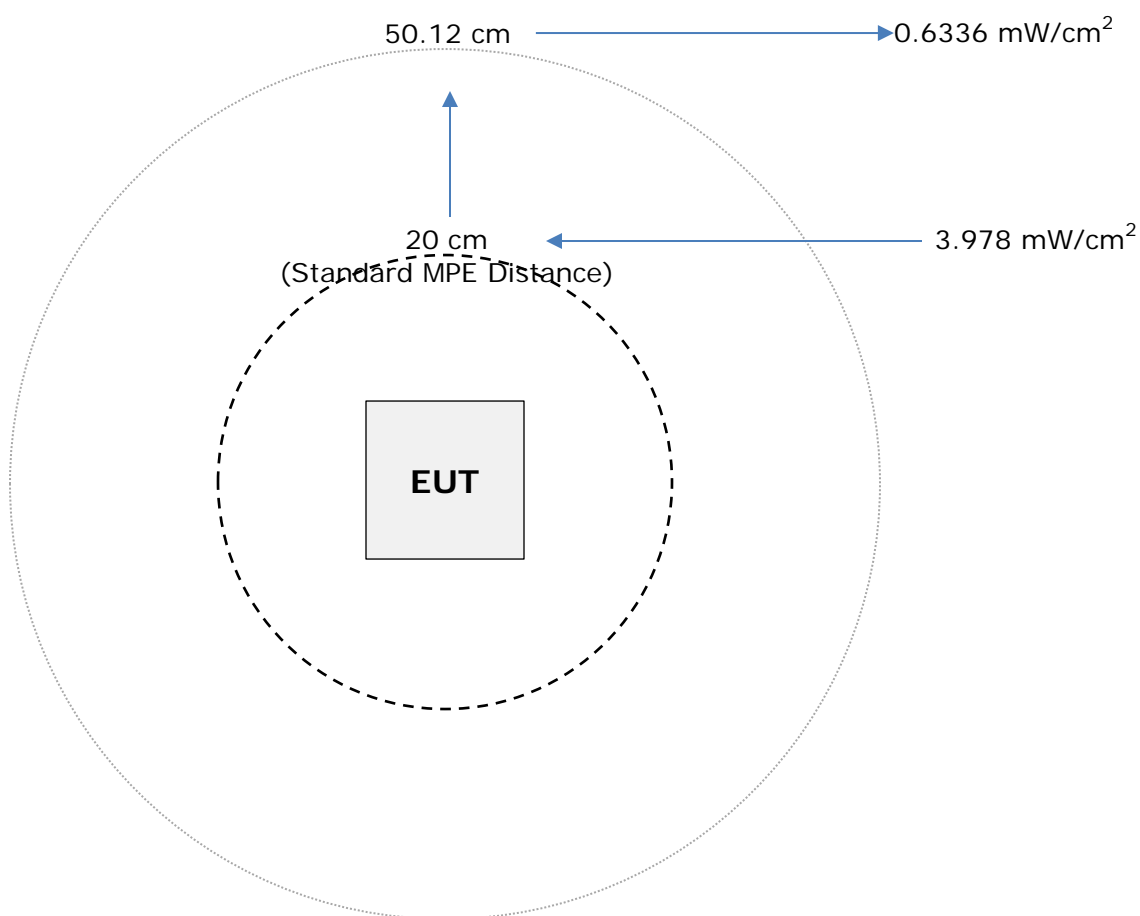 50.12 cm
0.6336 mW/cm²
20 cm
3.978 mW/cm²
(Standard MPE Distance)
EUT